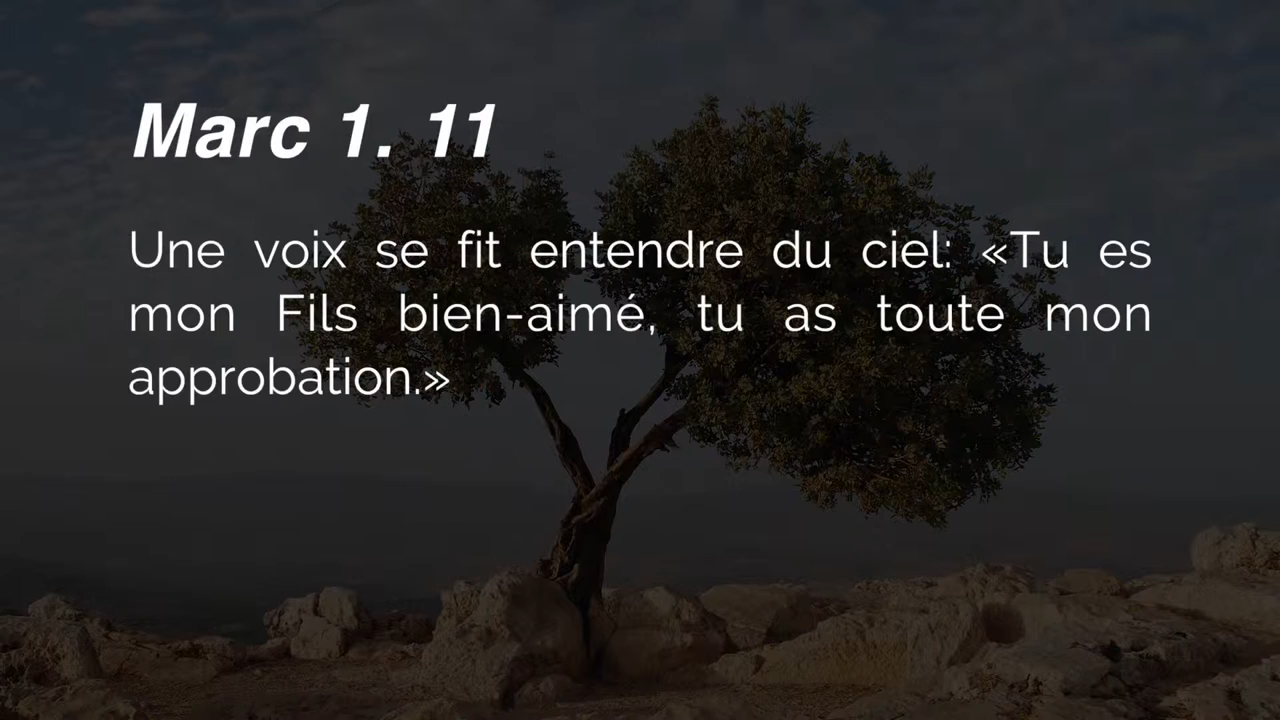 Marc 1. 11
Une voix se fit entendre du ciel: «Tu es
mon Fils bien-aimé, tu as toute mon
approbation.»